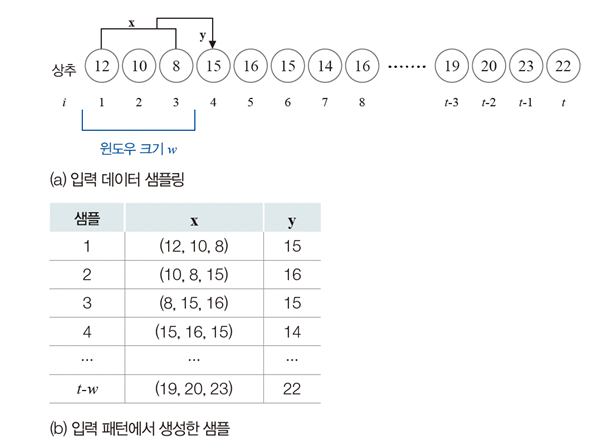 x
y
상추 12 10 8 15 16 15 14 16 ······· 19 20 23 22
i 1 2 3 4 5 6 7 8 t-3 t-2 t-1 t
윈도우 크기 w
(a) 입력 데이터 샘플링
샘플 x y
1 (12, 10, 8) 15
2 (10, 8, 15) 16
3 (8, 15, 16) 15
4 (15, 16, 15) 14
... ... ...
t-w (19, 20, 23) 22
(b) 입력 패턴에서 생성한 샘플